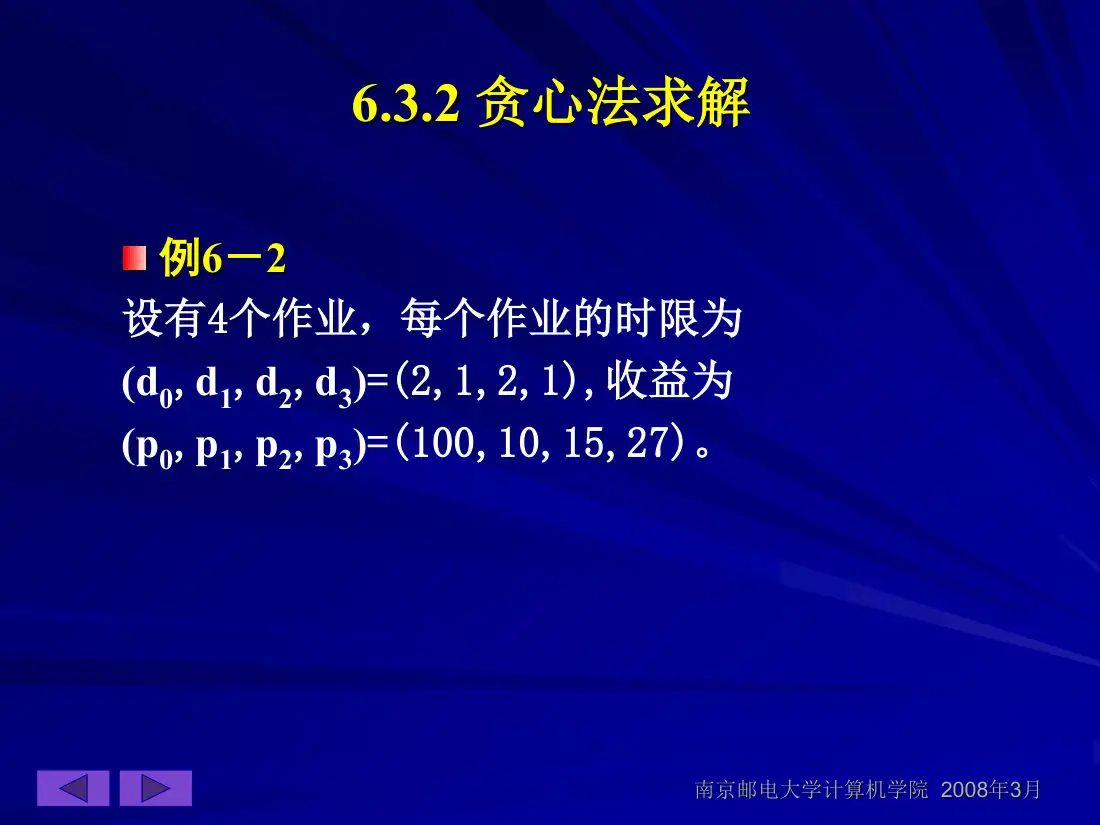 6.3.2 贪心法求解
例6－2
设有4个作业，每个作业的时限为
(d0, d1, d2, d3)=(2,1,2,1),收益为
(p0, p1, p2, p3)=(100,10,15,27)。
南京邮电大学计算机学院 2008年3月